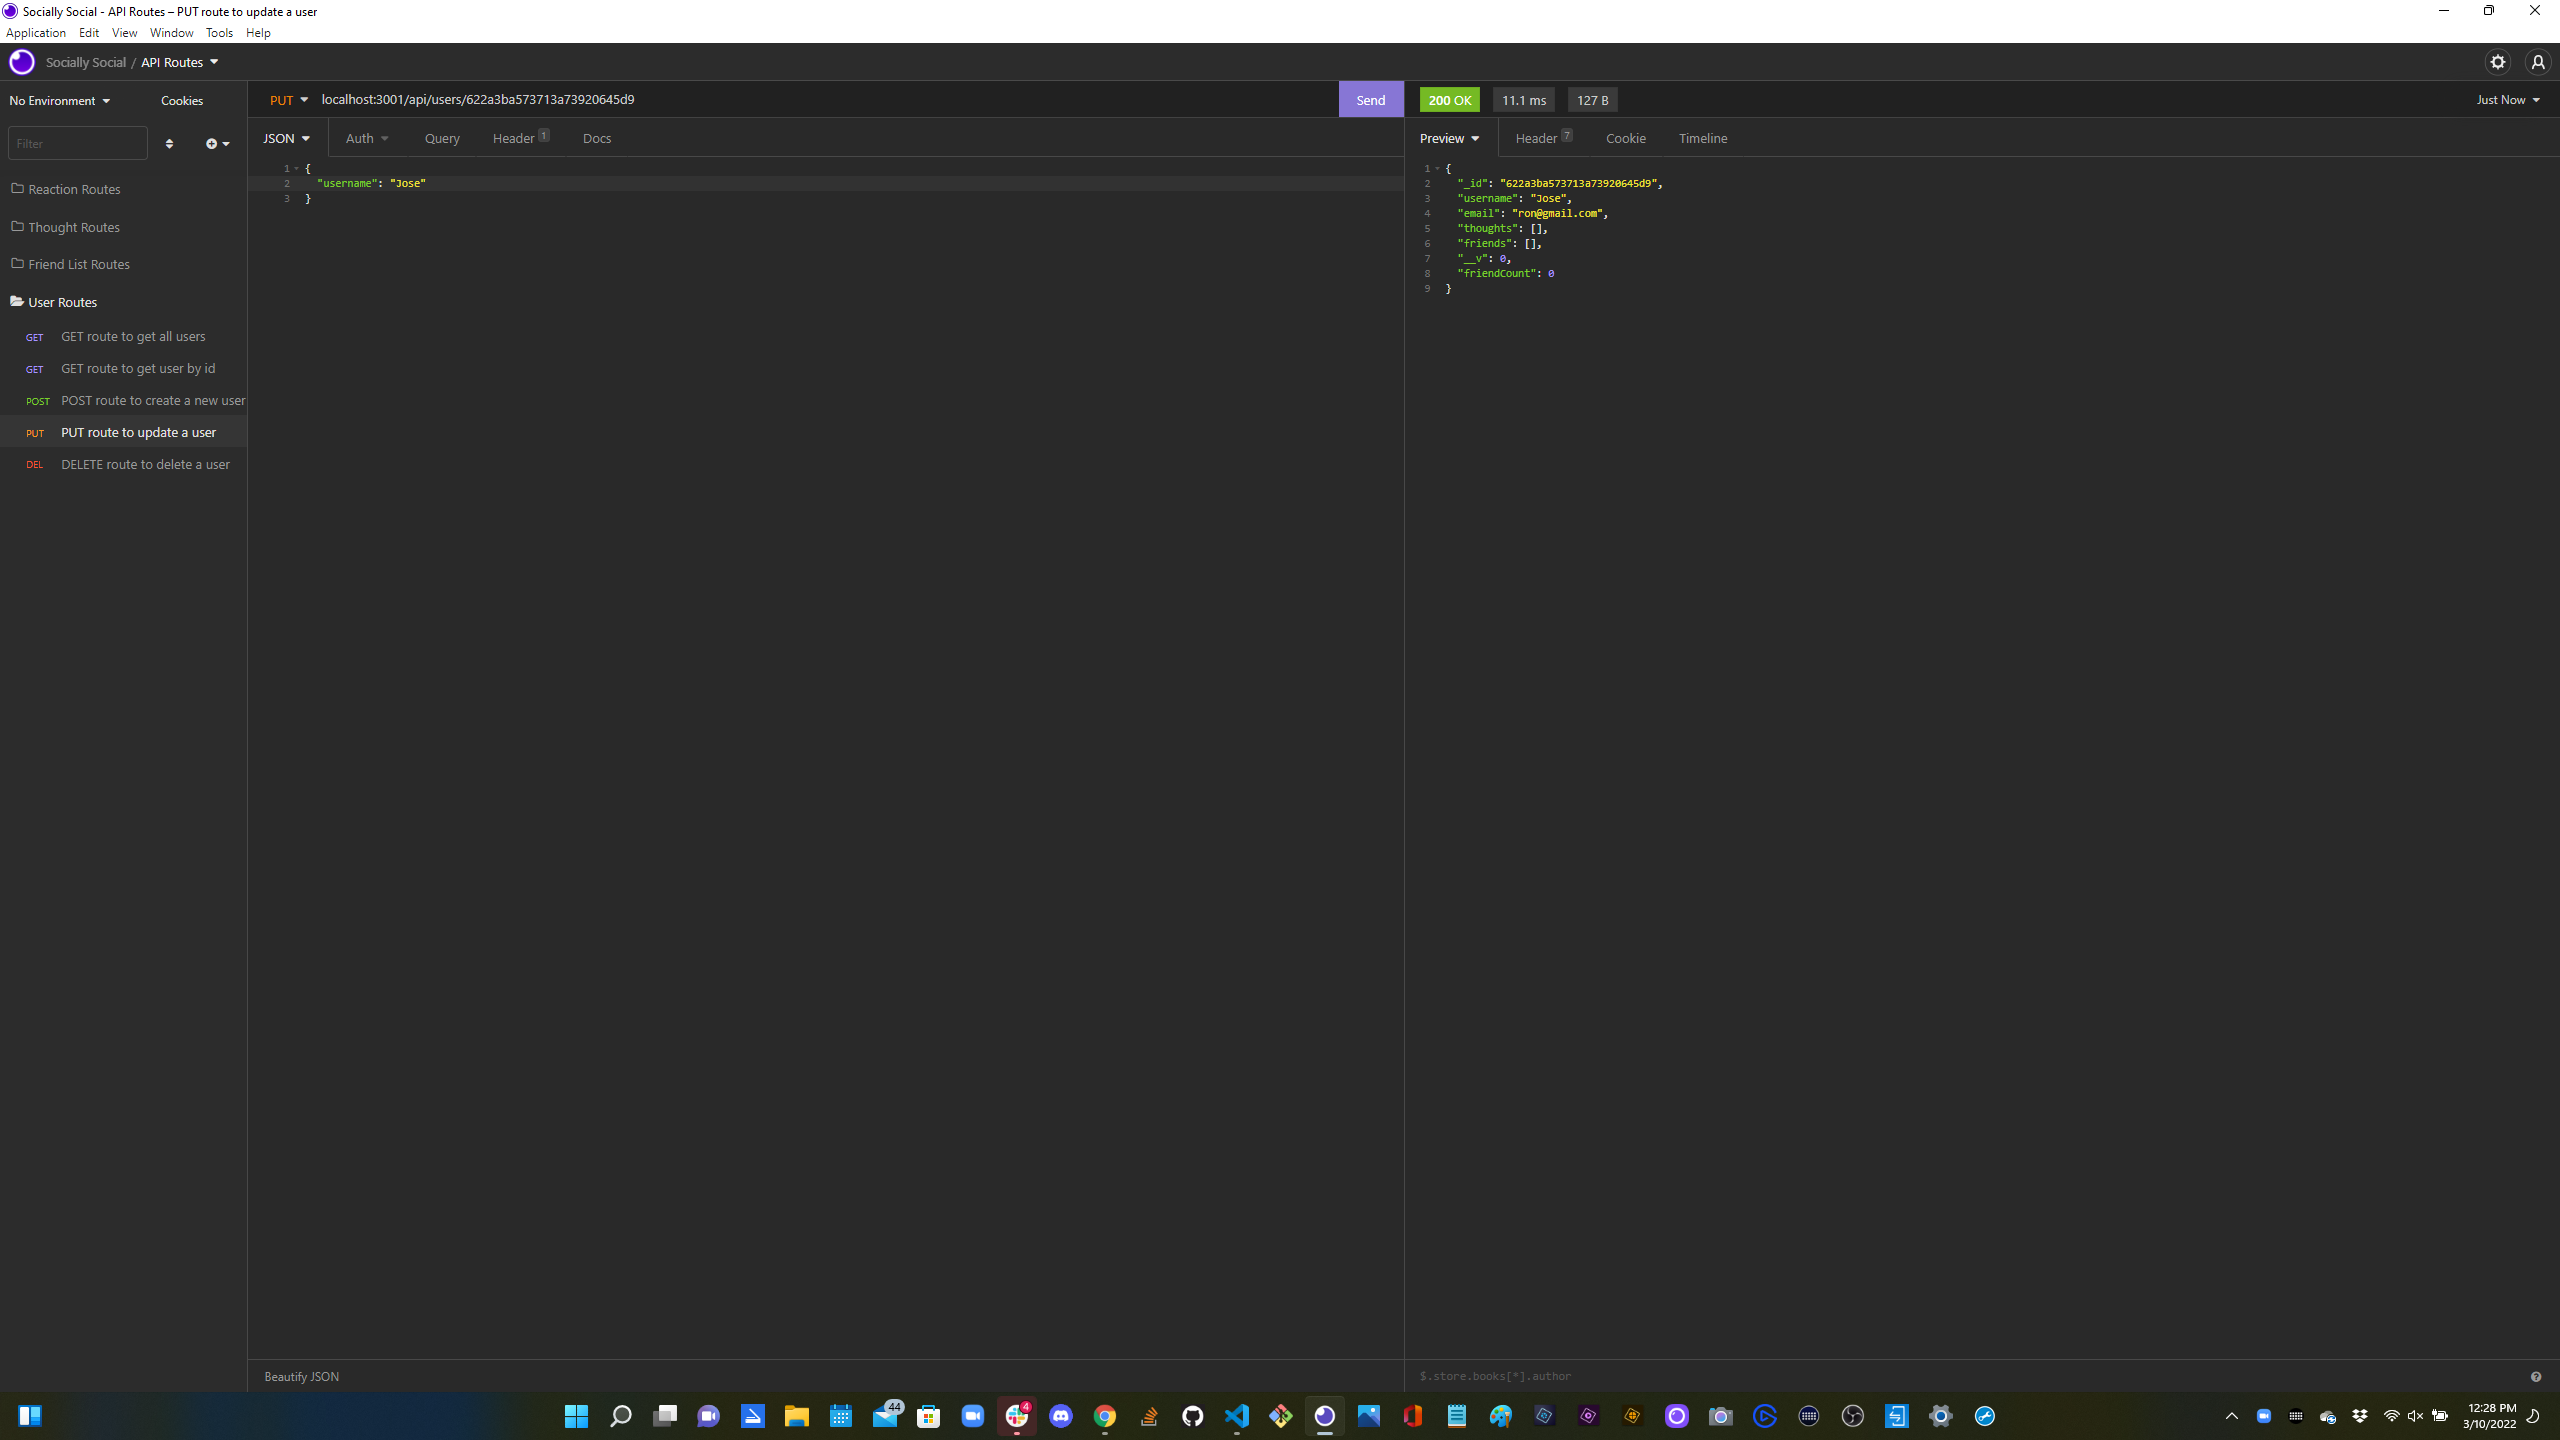 Socially Social - API Routes – PUT route to update a user
Application Edit View Window Tools Help
Socially Social / API Routes
No Environment Cookies
Filter
Reaction Routes
Thought Routes
Friend List Routes
User Routes
GET GET route to get all users
GET GET route to get user by id
POST POST route to create a new user
PUT PUT route to update a user
DEL DELETE route to delete a user
PUT localhost:3001/api/users/622a3ba573713a73920645d9 Send
JSON Auth Query Header 1 Docs
1 {
2 "username": "Jose"
3 }
Beautify JSON
200 OK 11.1 ms 127 B Just Now
Preview Header 7 Cookie Timeline
1 {
2 "_id": "622a3ba573713a73920645d9",
3 "username": "Jose",
4 "email": "ron@gmail.com",
5 "thoughts": [],
6 "friends": [],
7 "__v": 0,
8 "friendCount": 0
9 }
$.store.books[*].author
44
4
12:28 PM
3/10/2022